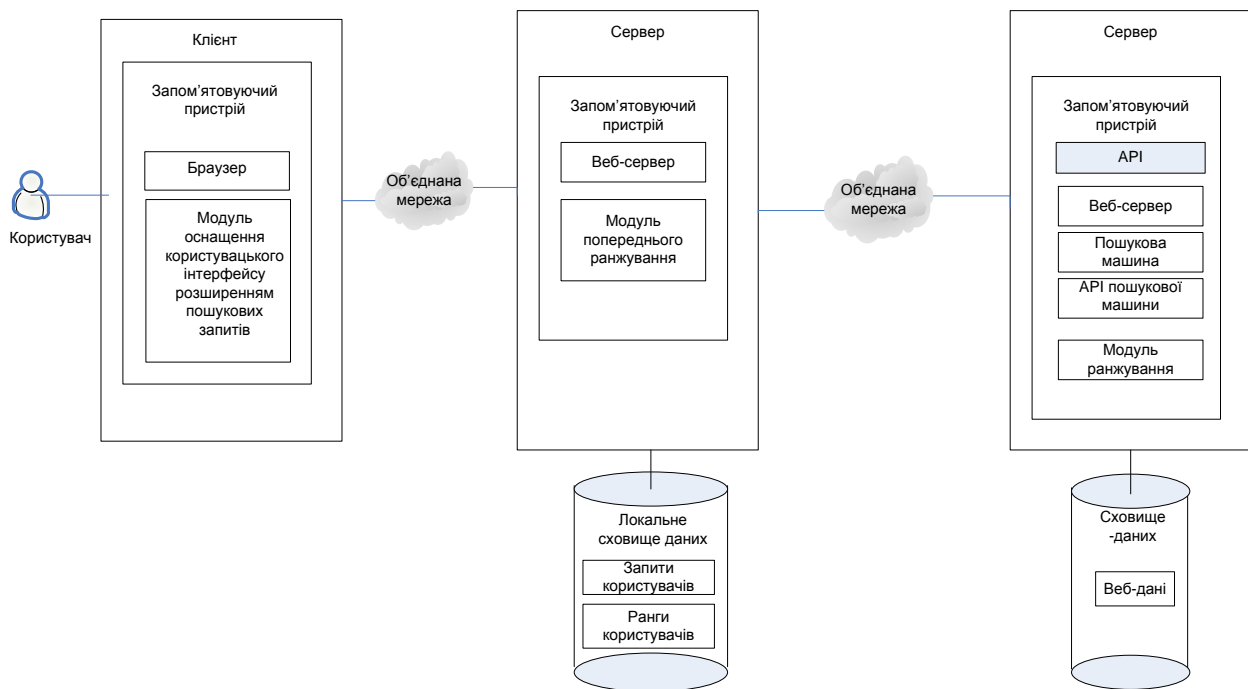 Користувач
Клієнт
Запом’ятовуючий
пристрій
Браузер
Модуль
оснащення
користувацького
інтерфейсу
розширенням
пошукових
запитів
Об’єднана
мережа
Сервер
Запом’ятовуючий
пристрій
Веб-сервер
Модуль
попереднього
ранжування
Локальне
сховище даних
Запити
користувачів
Ранги
користувачів
Об’єднана
мережа
Сервер
Запом’ятовуючий
пристрій
АРІ
Веб-сервер
Пошукова
машина
АРІ пошукової
машини
Модуль
ранжування
Сховище
-даних
Веб-дані